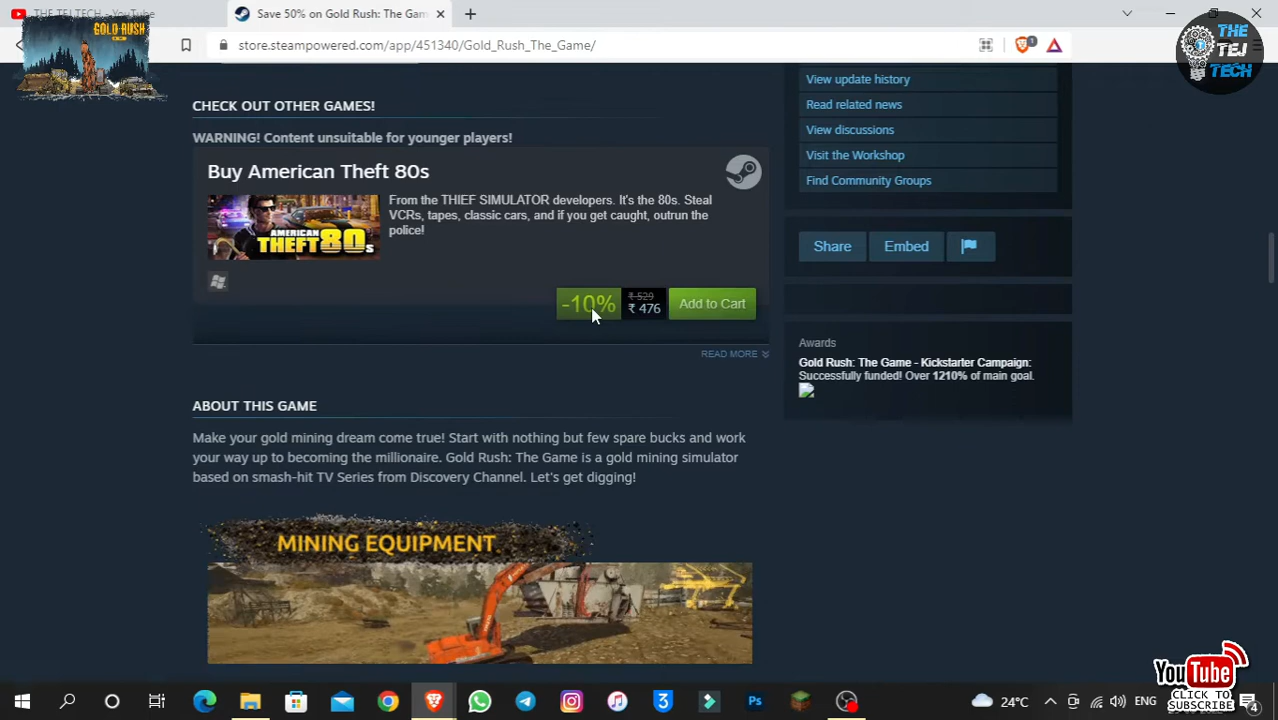 THE TEJ TECH - YouTube
Save 50% on Gold Rush: The Gam
store.steampowered.com/app/451340/Gold_Rush_The_Game/
1
GOLD RUSH
THE
TEJ
TECH
CHECK OUT OTHER GAMES!
WARNING! Content unsuitable for younger players!
Buy American Theft 80s
From the THIEF SIMULATOR developers. It's the 80s. Steal
VCRs, tapes, classic cars, and if you get caught, outrun the
police!
AMERICAN
THEFT 80s
-10%
₹ 529
₹ 476
Add to Cart
READ MORE
ABOUT THIS GAME
Make your gold mining dream come true! Start with nothing but few spare bucks and work
your way up to becoming the millionaire. Gold Rush: The Game is a gold mining simulator
based on smash-hit TV Series from Discovery Channel. Let's get digging!
MINING EQUIPMENT
View update history
Read related news
View discussions
Visit the Workshop
Find Community Groups
Share
Embed
Awards
Gold Rush: The Game - Kickstarter Campaign:
Successfully funded! Over 1210% of main goal.
YouTube
CLICK TO
SUBSCRIBE
Ps
24°C
ENG
4